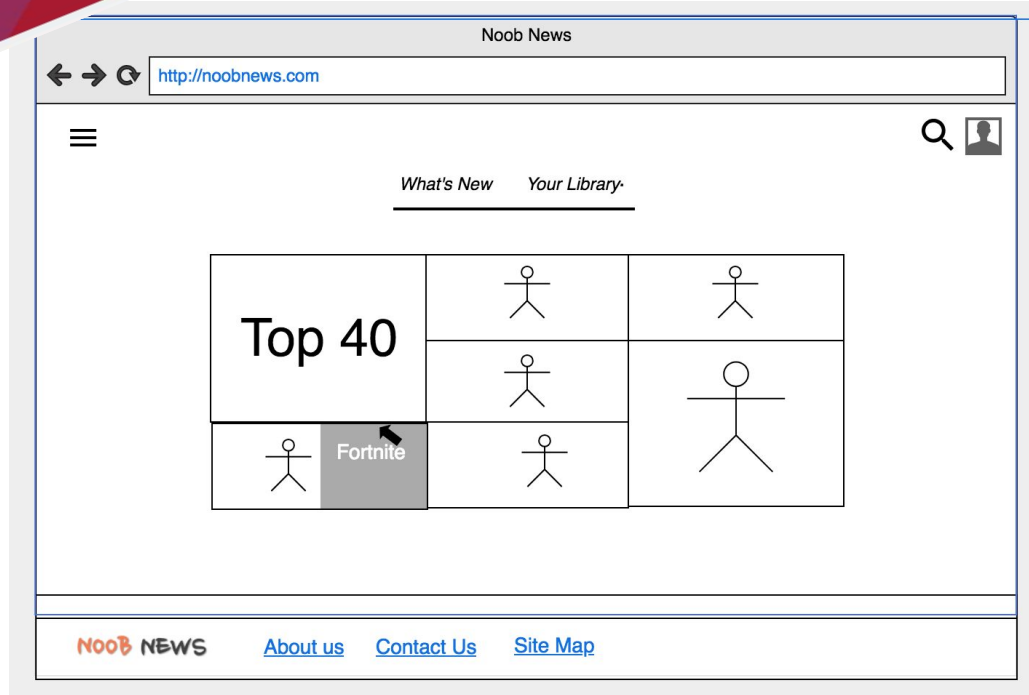 Noob News
http://noobnews.com
What's New Your Library·
Top 40
Fortnite
NOOB NEWS About us Contact Us Site Map